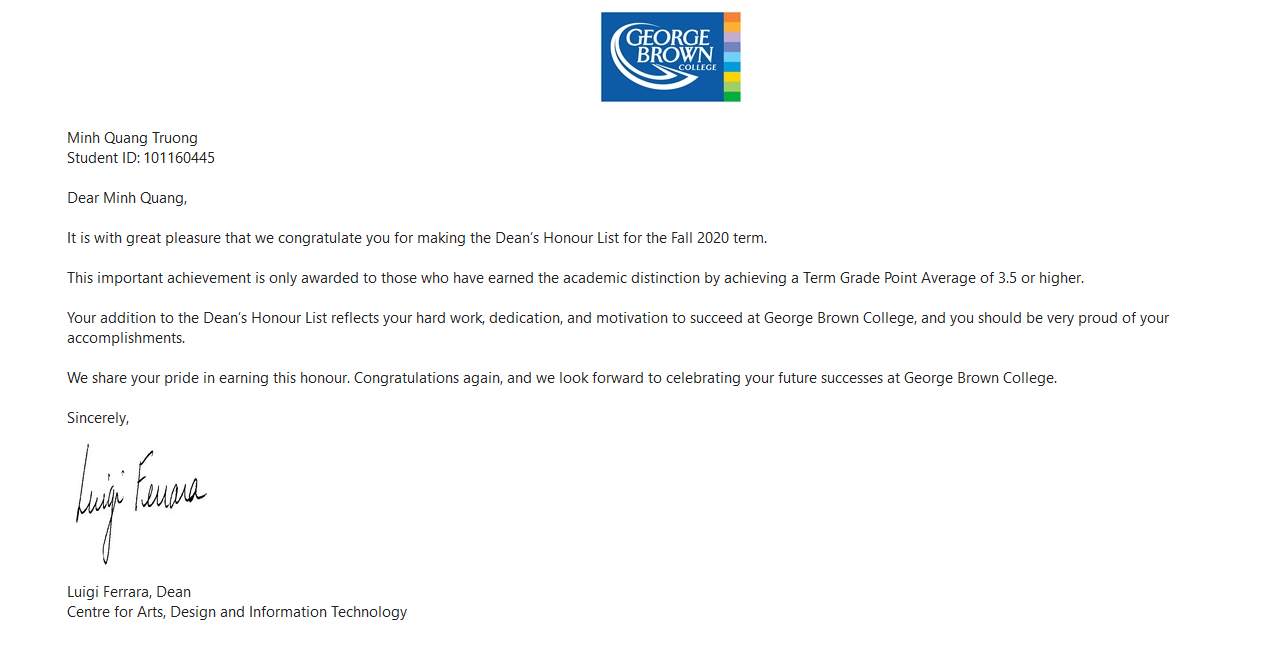 GEORGE
BROWN
COLLEGE
Minh Quang Truong
Student ID: 101160445
Dear Minh Quang,
It is with great pleasure that we congratulate you for making the Dean’s Honour List for the Fall 2020 term.
This important achievement is only awarded to those who have earned the academic distinction by achieving a Term Grade Point Average of 3.5 or higher.
Your addition to the Dean’s Honour List reflects your hard work, dedication, and motivation to succeed at George Brown College, and you should be very proud of your
accomplishments.
We share your pride in earning this honour. Congratulations again, and we look forward to celebrating your future successes at George Brown College.
Sincerely,
Luigi Ferrara
Luigi Ferrara, Dean
Centre for Arts, Design and Information Technology